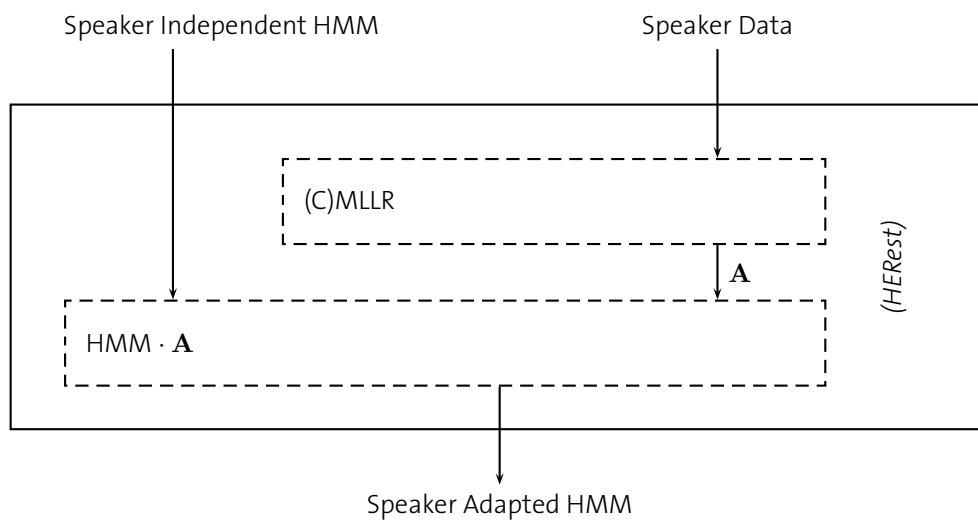 Speaker Independent HMM
Speaker Data
(C)MLLR
(HERest)
A
HMM · A
Speaker Adapted HMM